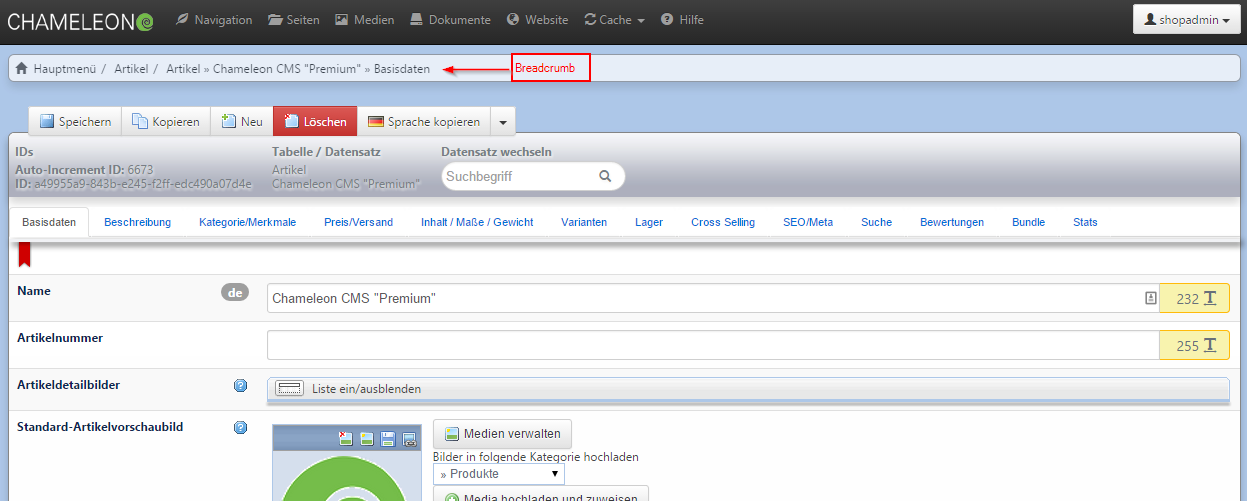 CHAMELEON Navigation Seiten Medien Dokumente Website Cache Hilfe shopadmin
Hauptmenü / Artikel / Artikel » Chameleon CMS "Premium" » Basisdaten Breadcrumb
Speichern Kopieren Neu Löschen Sprache kopieren
IDs Tabelle / Datensatz Datensatz wechseln
Auto-Increment ID: 6673 Artikel Suchbegriff
ID: a49955a9-843b-e245-f2ff-edc490a07d4e Chameleon CMS "Premium"
Basisdaten Beschreibung Kategorie/Merkmale Preis/Versand Inhalt / Maße / Gewicht Varianten Lager Cross Selling SEO/Meta Suche Bewertungen Bundle Stats
Name de Chameleon CMS "Premium" 232 T
Artikelnummer 255 T
Artikeldetailbilder ? Liste ein/ausblenden
Standard-Artikelvorschaubild ? Medien verwalten
Bilder in folgende Kategorie hochladen
» Produkte
Media hochladen und zuweisen